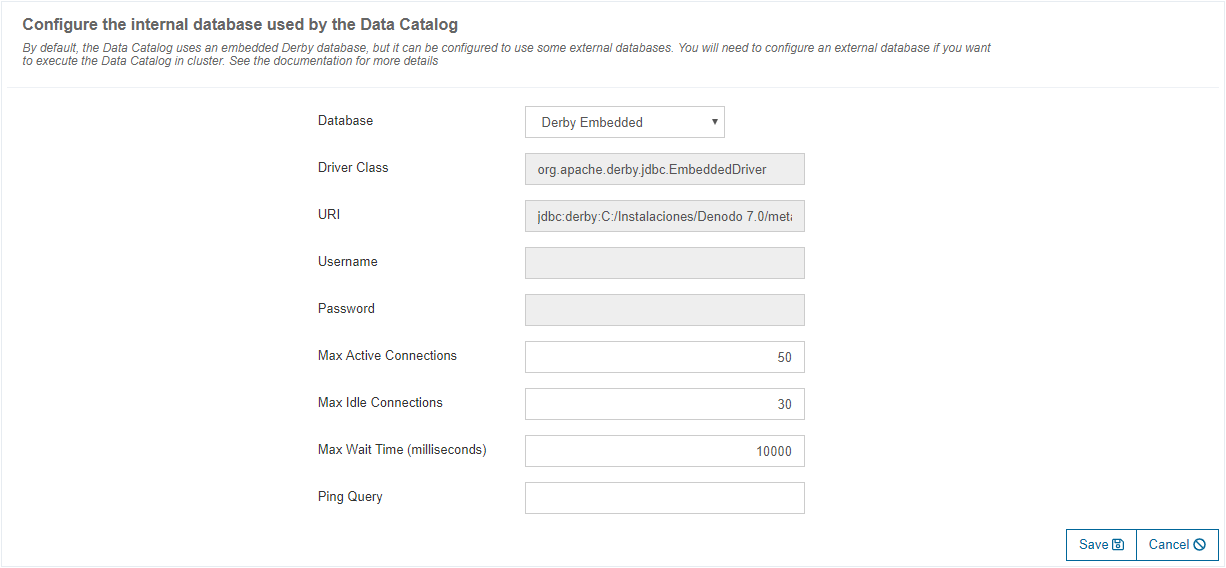 Configure the internal database used by the Data Catalog
By default, the Data Catalog uses an embedded Derby database, but it can be configured to use some external databases. You will need to configure an external database if you want
to execute the Data Catalog in cluster. See the documentation for more details
Database Derby Embedded
Driver Class org.apache.derby.jdbc.EmbeddedDriver
URI jdbc:derby:C:/Instalaciones/Denodo 7.0/meta
Username
Password
Max Active Connections 50
Max Idle Connections 30
Max Wait Time (milliseconds) 10000
Ping Query
Save Cancel